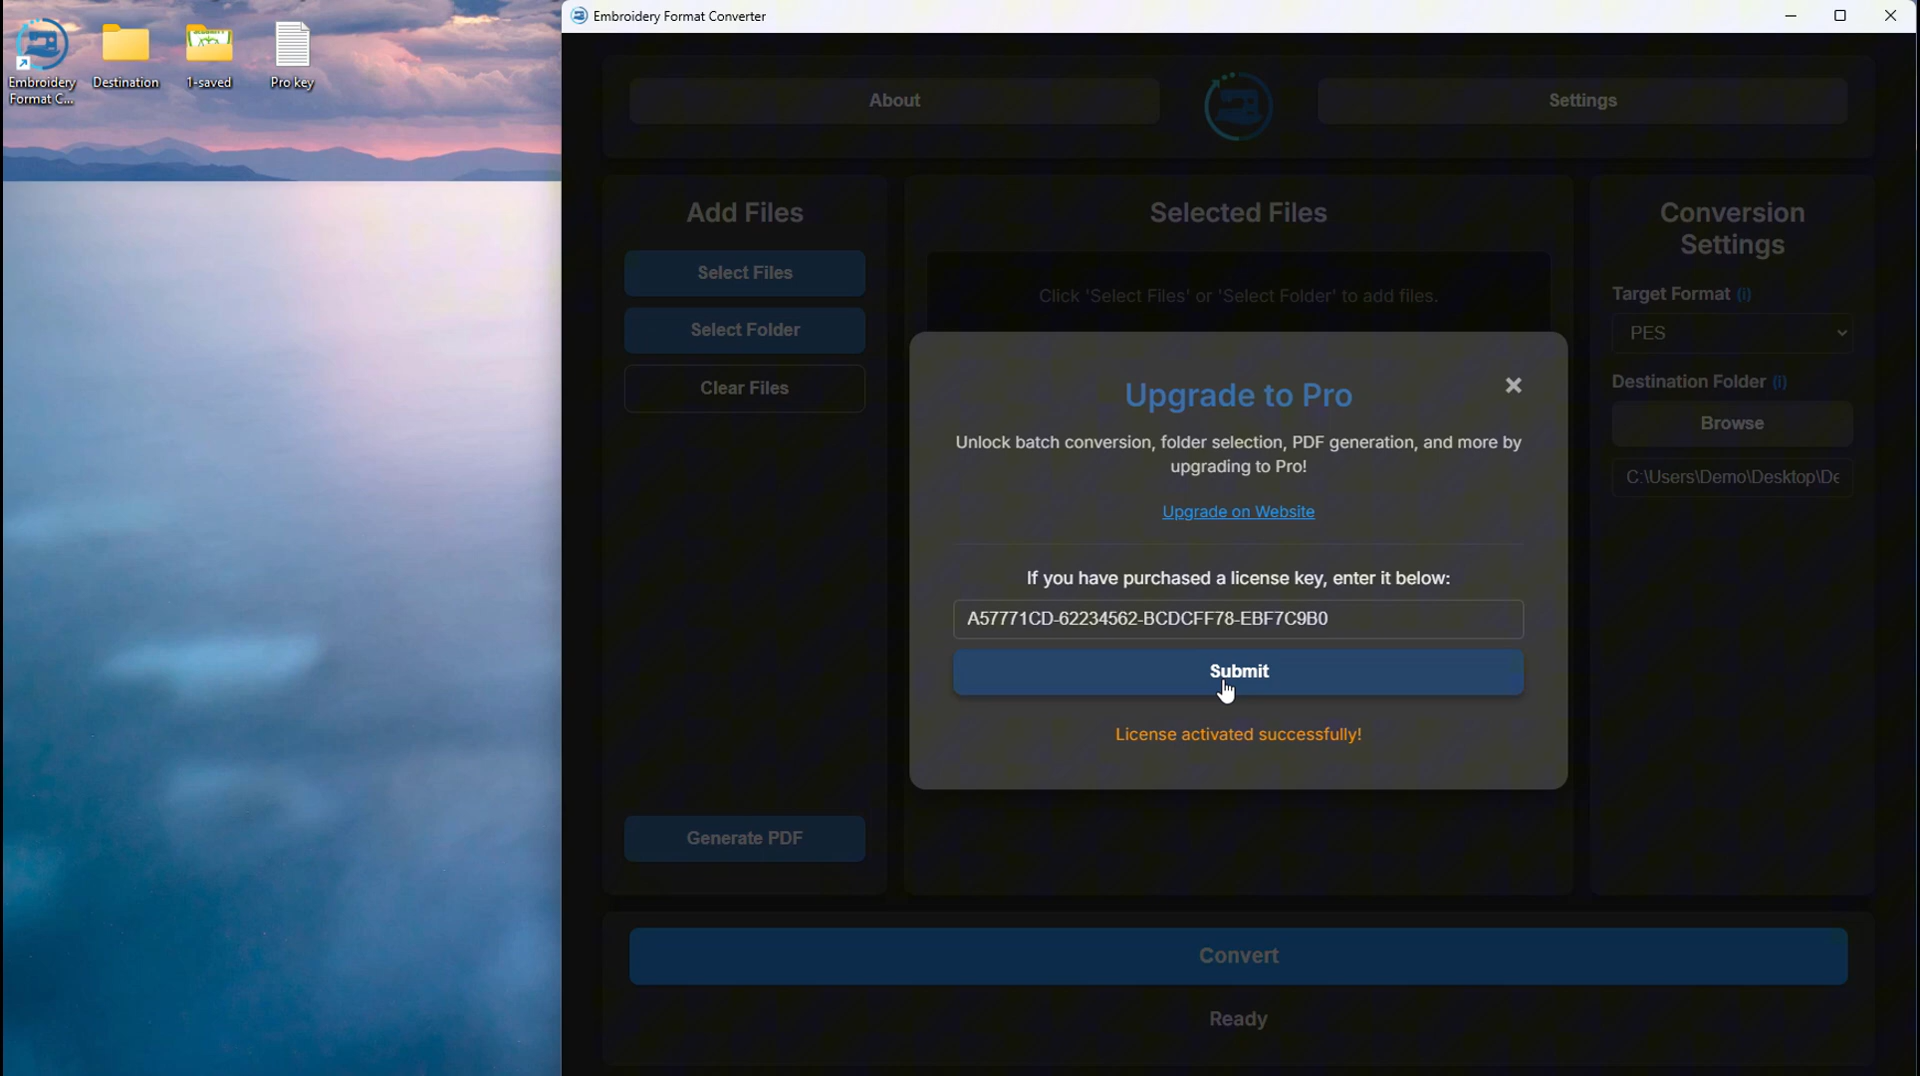 Embroidery Format C...
Destination
1-saved
Pro key
Embroidery Format Converter
About
Settings
Add Files
Select Files
Select Folder
Clear Files
Generate PDF
Selected Files
Click 'Select Files' or 'Select Folder' to add files.
Upgrade to Pro
Unlock batch conversion, folder selection, PDF generation, and more by
upgrading to Pro!
Upgrade on Website
If you have purchased a license key, enter it below:
A57771CD-62234562-BCDCFF78-EBF7C9B0
Submit
License activated successfully!
Conversion
Settings
Target Format (i)
PES
Destination Folder (i)
Browse
C:\Users\Demo\Desktop\De
Convert
Ready